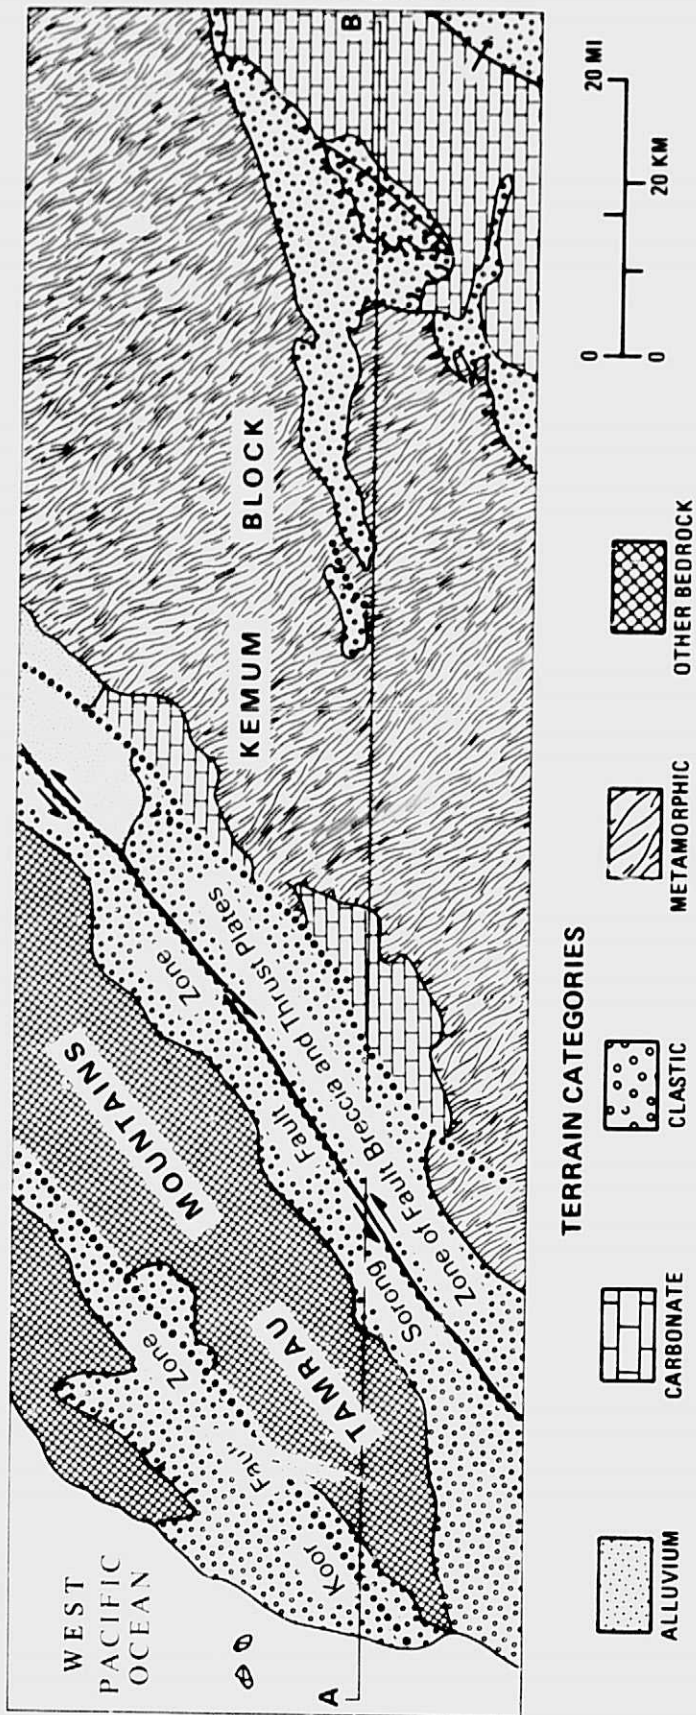 WEST
PACIFIC
OCEAN
A
B
Koor
Zone
TAMRAU
MOUNTAINS
Sorong
Fault
Zone
Zone of Fault Breccia and Thrust Plates
KEMUM
BLOCK
TERRAIN CATEGORIES
ALLUVIUM
CARBONATE
CLASTIC
METAMORPHIC
OTHER BEDROCK
0
20 MI
0
20 KM